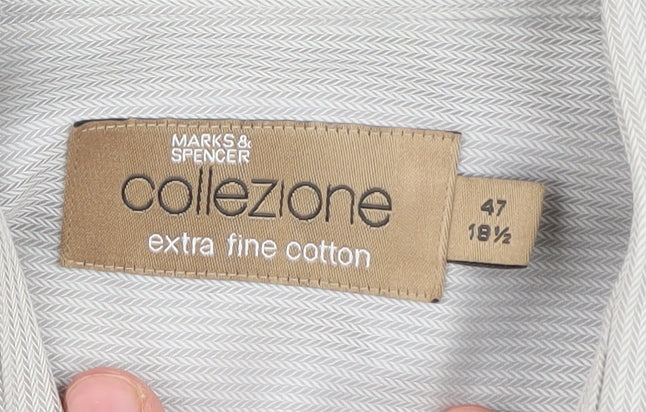 MARKS &
SPENCER
collezione
extra fine cotton
47
18½